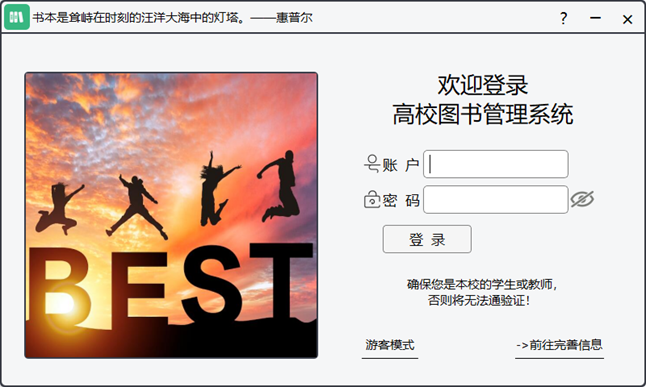 书本是耸峙在时刻的汪洋大海中的灯塔。——惠普尔
欢迎登录
高校图书管理系统
账 户
密 码
登 录
BEST
确保您是本校的学生或教师，
否则将无法通验证！
游客模式
->前往完善信息